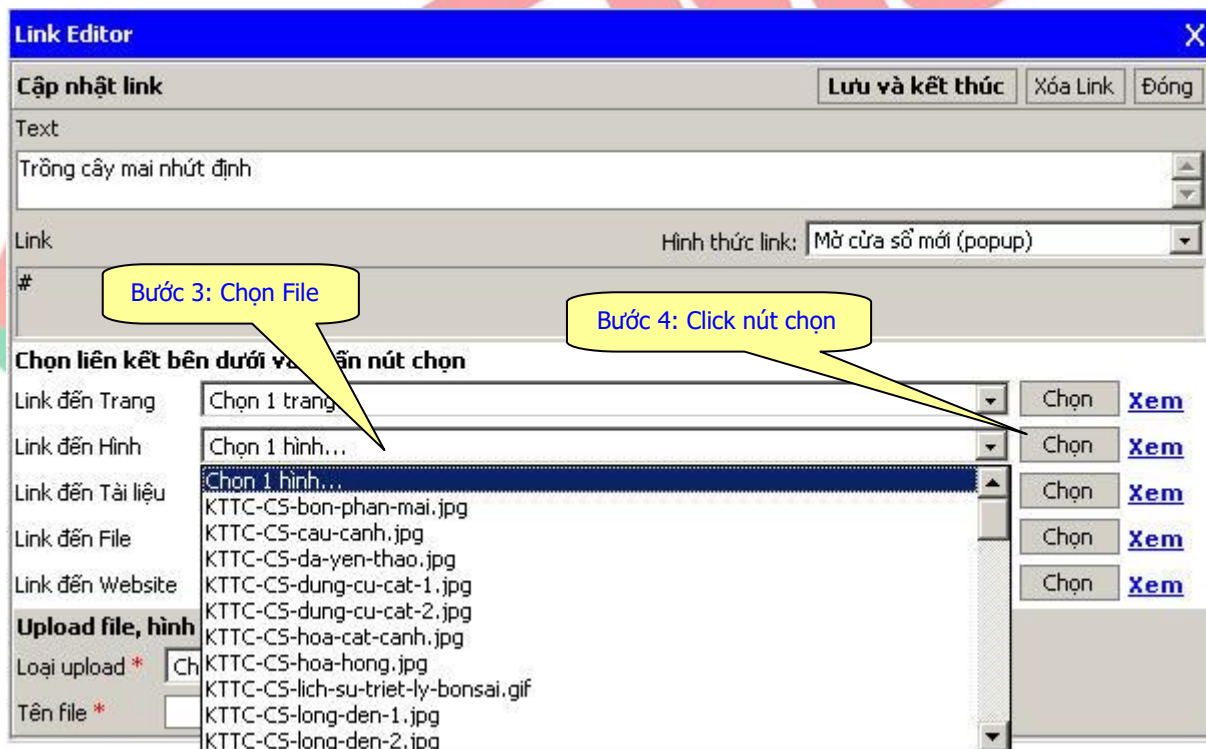 Link Editor X
Cập nhật link Lưu và kết thúc Xóa Link Đóng
Text
Trồng cây mai nhứt định
Link Hình thức link: Mở cửa sổ mới (popup)
#
Bước 3: Chọn File
Bước 4: Click nút chọn
Chọn liên kết bên dưới và ấn nút chọn
Link đến Trang Chọn 1 trang Chọn Xem
Link đến Hình Chọn 1 hình... Chọn Xem
Chọn 1 hình...
Link đến Tài liệu Chọn Xem
KTTC-CS-bon-phan-mai.jpg
KTTC-CS-cau-canh.jpg
Link đến File Chọn Xem
KTTC-CS-da-yen-thao.jpg
KTTC-CS-dung-cu-cat-1.jpg
Link đến Website Chọn Xem
KTTC-CS-dung-cu-cat-2.jpg
Upload file, hình
KTTC-CS-hoa-cat-canh.jpg
Loại upload * Ch
KTTC-CS-hoa-hong.jpg
KTTC-CS-lich-su-triet-ly-bonsai.gif
Tên file *
KTTC-CS-long-den-1.jpg
KTTC-CS-long-den-2.jpg